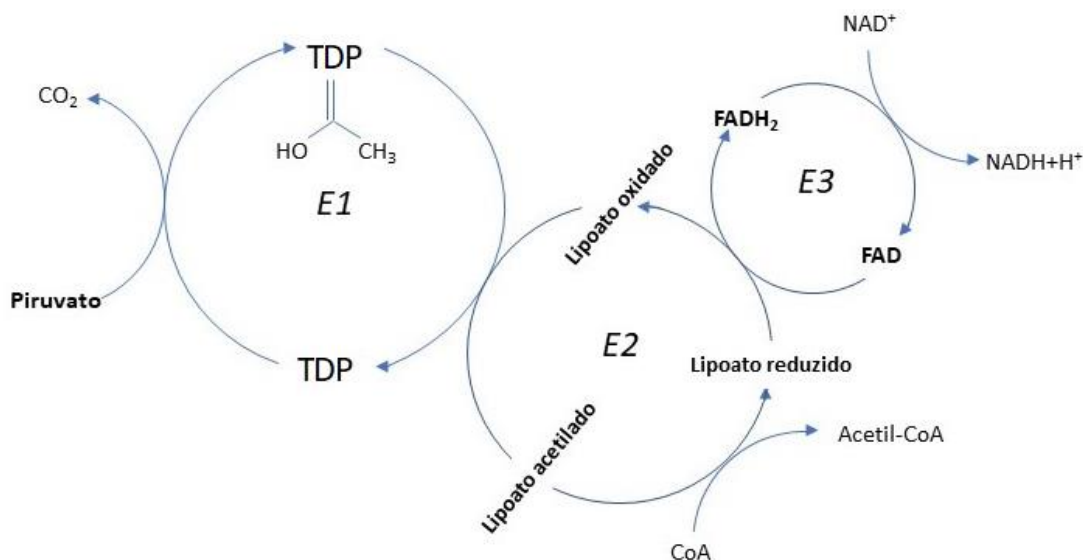 TDP
HO
CH₃
E1
TDP
CO₂
Piruvato
Lipoato oxidado
E2
Lipoato reduzido
Lipoato acetilado
CoA
Acetil-CoA
NAD⁺
FADH₂
E3
NADH+H⁺
FAD